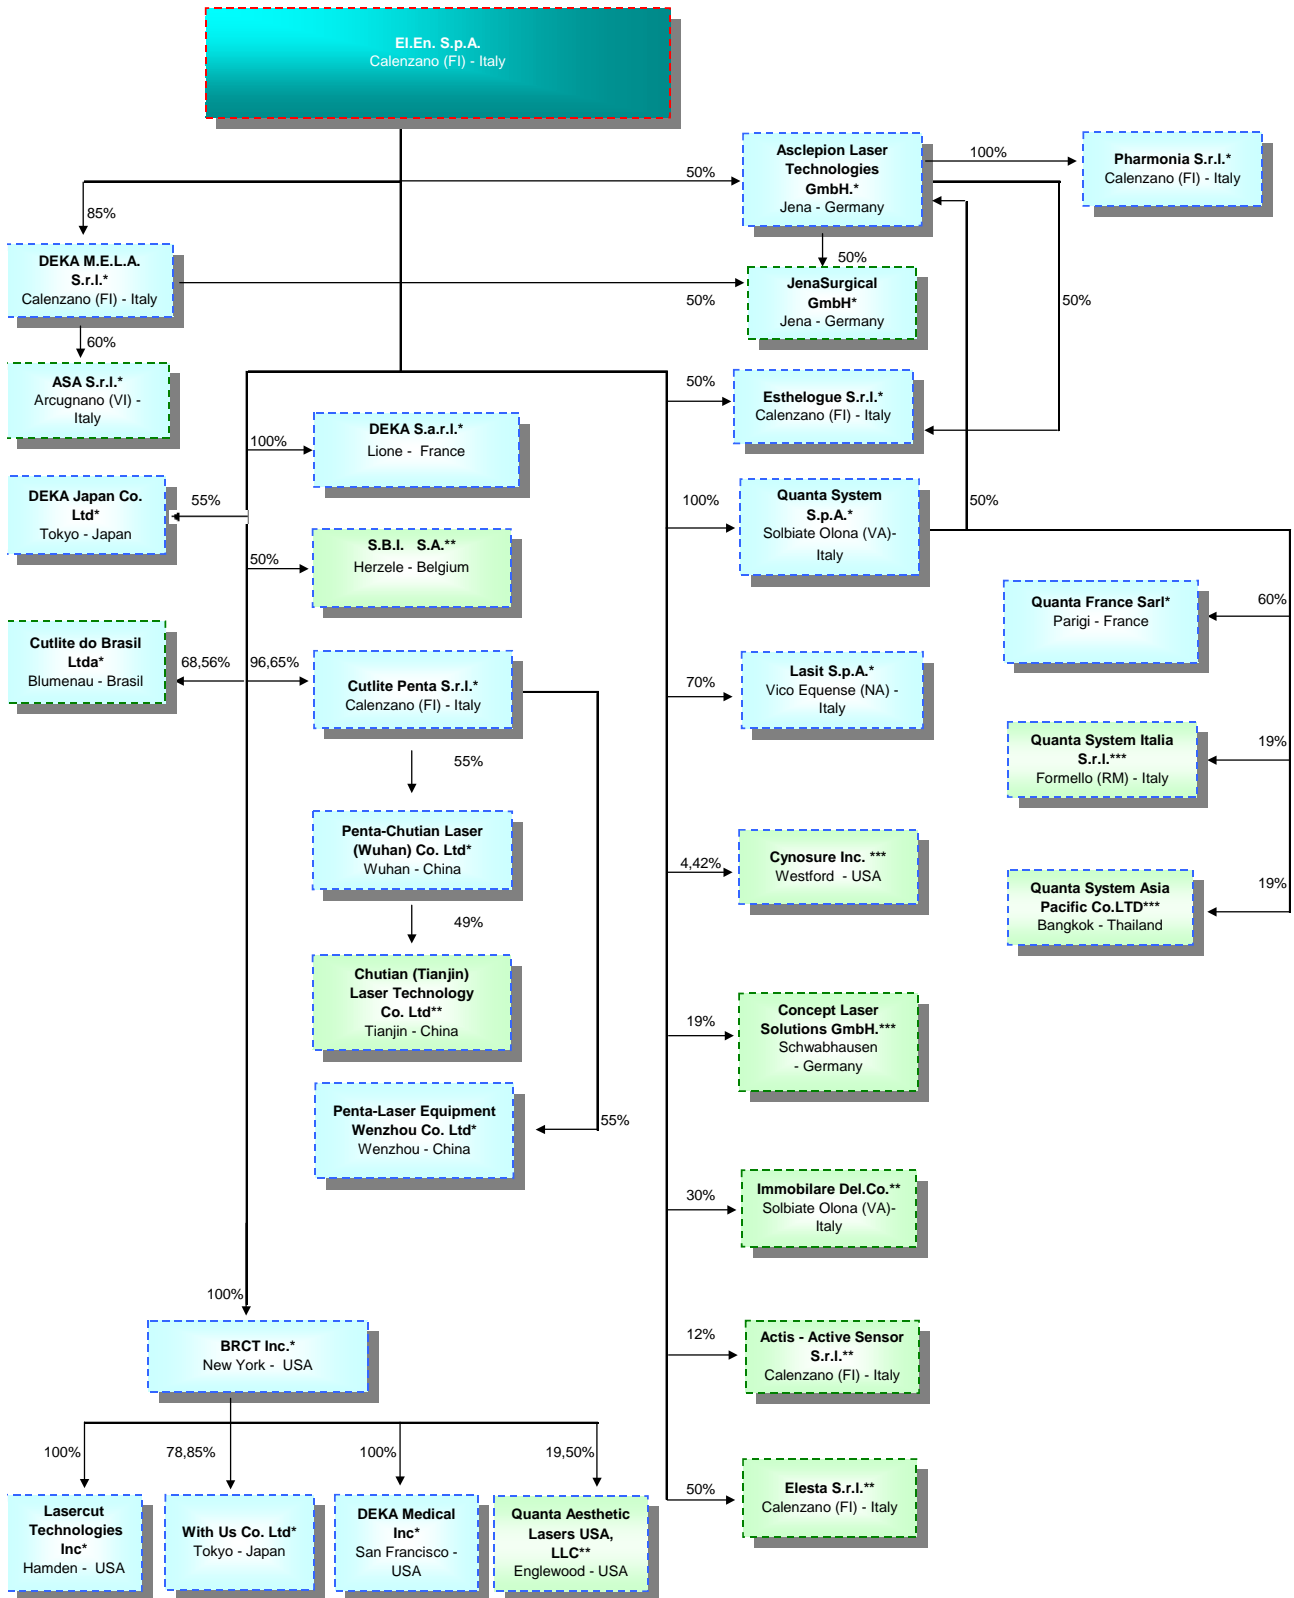 El.En. S.p.A.
Calenzano (FI) - Italy
50%
Asclepion Laser
Technologies
GmbH.*
Jena - Germany
100%
Pharmonia S.r.l.*
Calenzano (FI) - Italy
85%
DEKA M.E.L.A.
S.r.l.*
Calenzano (FI) - Italy
50%
50%
JenaSurgical
GmbH*
Jena - Germany
50%
60%
ASA S.r.l.*
Arcugnano (VI) -
Italy
50%
Esthelogue S.r.l.*
Calenzano (FI) - Italy
100%
DEKA S.a.r.l.*
Lione -  France
55%
DEKA Japan Co.
Ltd*
Tokyo - Japan
100%
Quanta System
S.p.A.*
Solbiate Olona (VA)-
Italy
50%
50%
S.B.I.   S.A.**
Herzele - Belgium
60%
Quanta France Sarl*
Parigi - France
Cutlite do Brasil
Ltda*
Blumenau - Brasil
68,56%
96,65%
Cutlite Penta S.r.l.*
Calenzano (FI) - Italy
70%
Lasit S.p.A.*
Vico Equense (NA) -
Italy
19%
Quanta System Italia
S.r.l.***
Formello (RM) - Italy
55%
Penta-Chutian Laser
(Wuhan) Co. Ltd*
Wuhan - China
4,42%
Cynosure Inc. ***
Westford  - USA
19%
Quanta System Asia
Pacific Co.LTD***
Bangkok - Thailand
49%
Chutian (Tianjin)
Laser Technology
Co. Ltd**
Tianjin - China
19%
Concept Laser
Solutions GmbH.***
Schwabhausen
- Germany
Penta-Laser Equipment
Wenzhou Co. Ltd*
Wenzhou - China
55%
30%
Immobilare Del.Co.**
Solbiate Olona (VA)-
Italy
100%
BRCT Inc.*
New York -  USA
12%
Actis - Active Sensor
S.r.l.**
Calenzano (FI) - Italy
100%
78,85%
100%
19,50%
50%
Elesta S.r.l.**
Calenzano (FI) - Italy
Lasercut
Technologies
Inc*
Hamden -  USA
With Us Co. Ltd*
Tokyo - Japan
DEKA Medical
Inc*
San Francisco -
USA
Quanta Aesthetic
Lasers USA,
LLC**
Englewood - USA